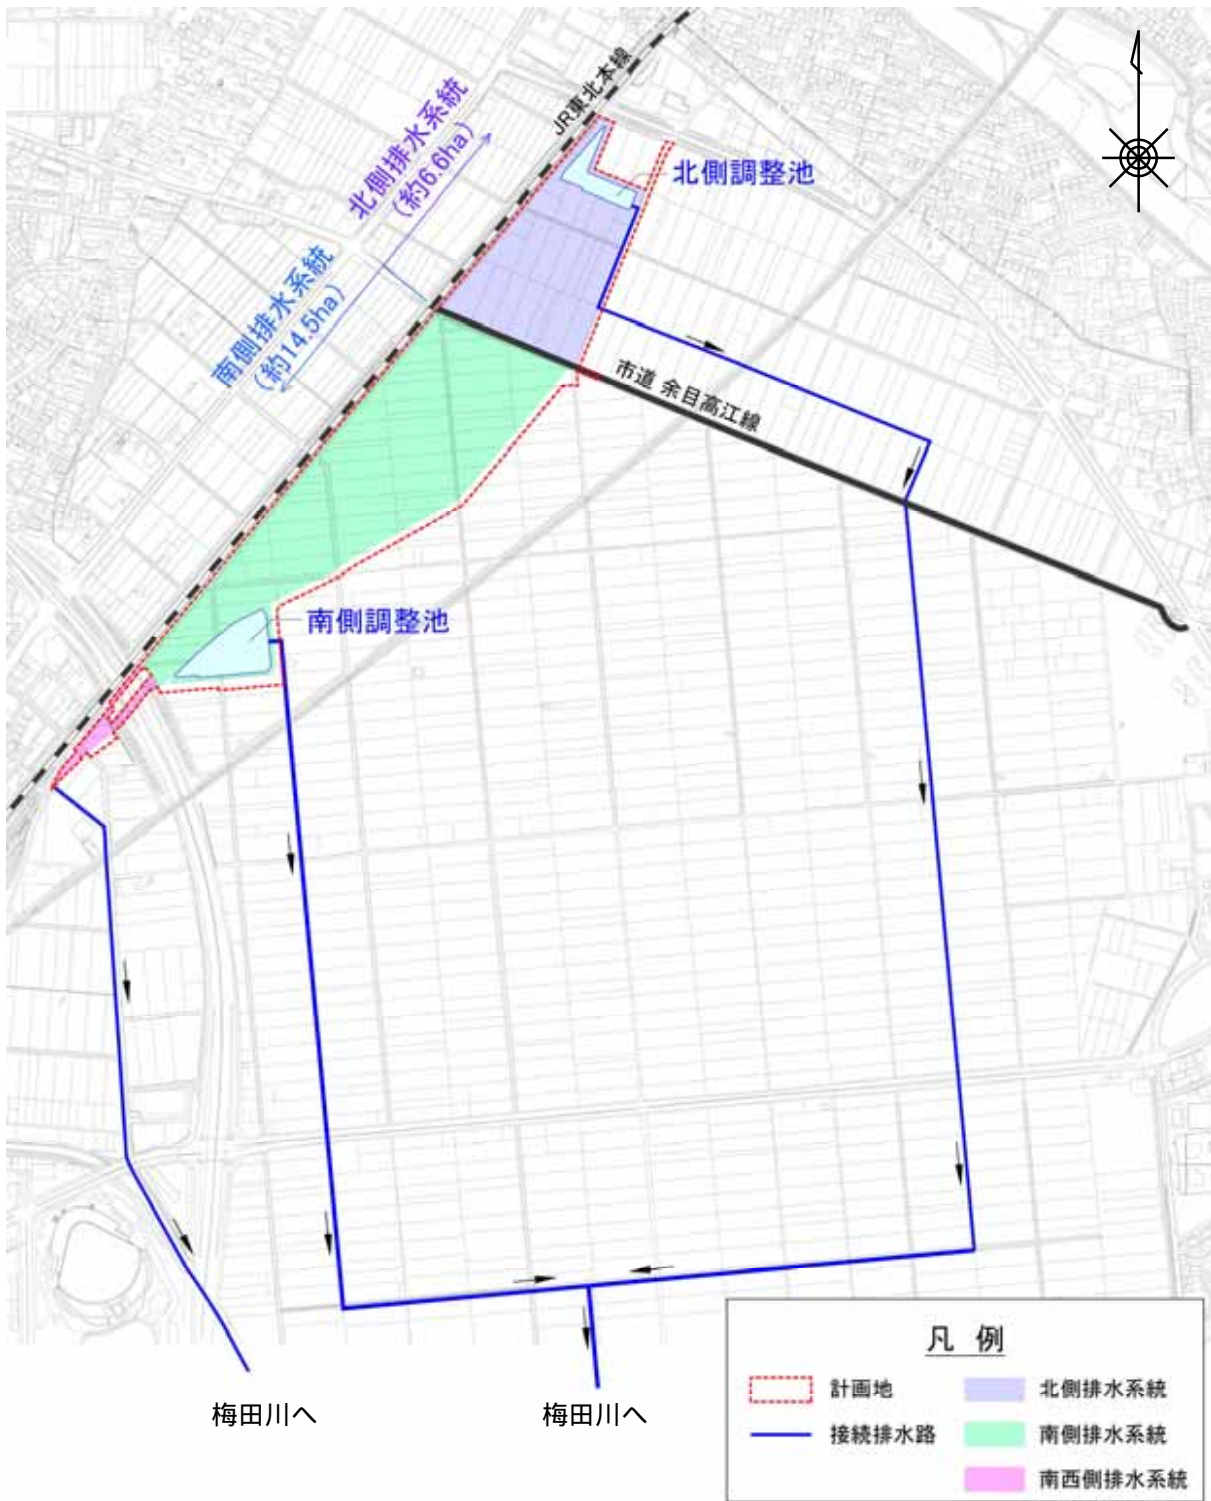 JR東北本線
北側排水系統
(約6.6ha)
北側調整池
南側排水系統
(約14.5ha)
市道 余目高江線
南側調整池
梅田川へ
梅田川へ
凡 例
計画地
北側排水系統
接続排水路
南側排水系統
南西側排水系統